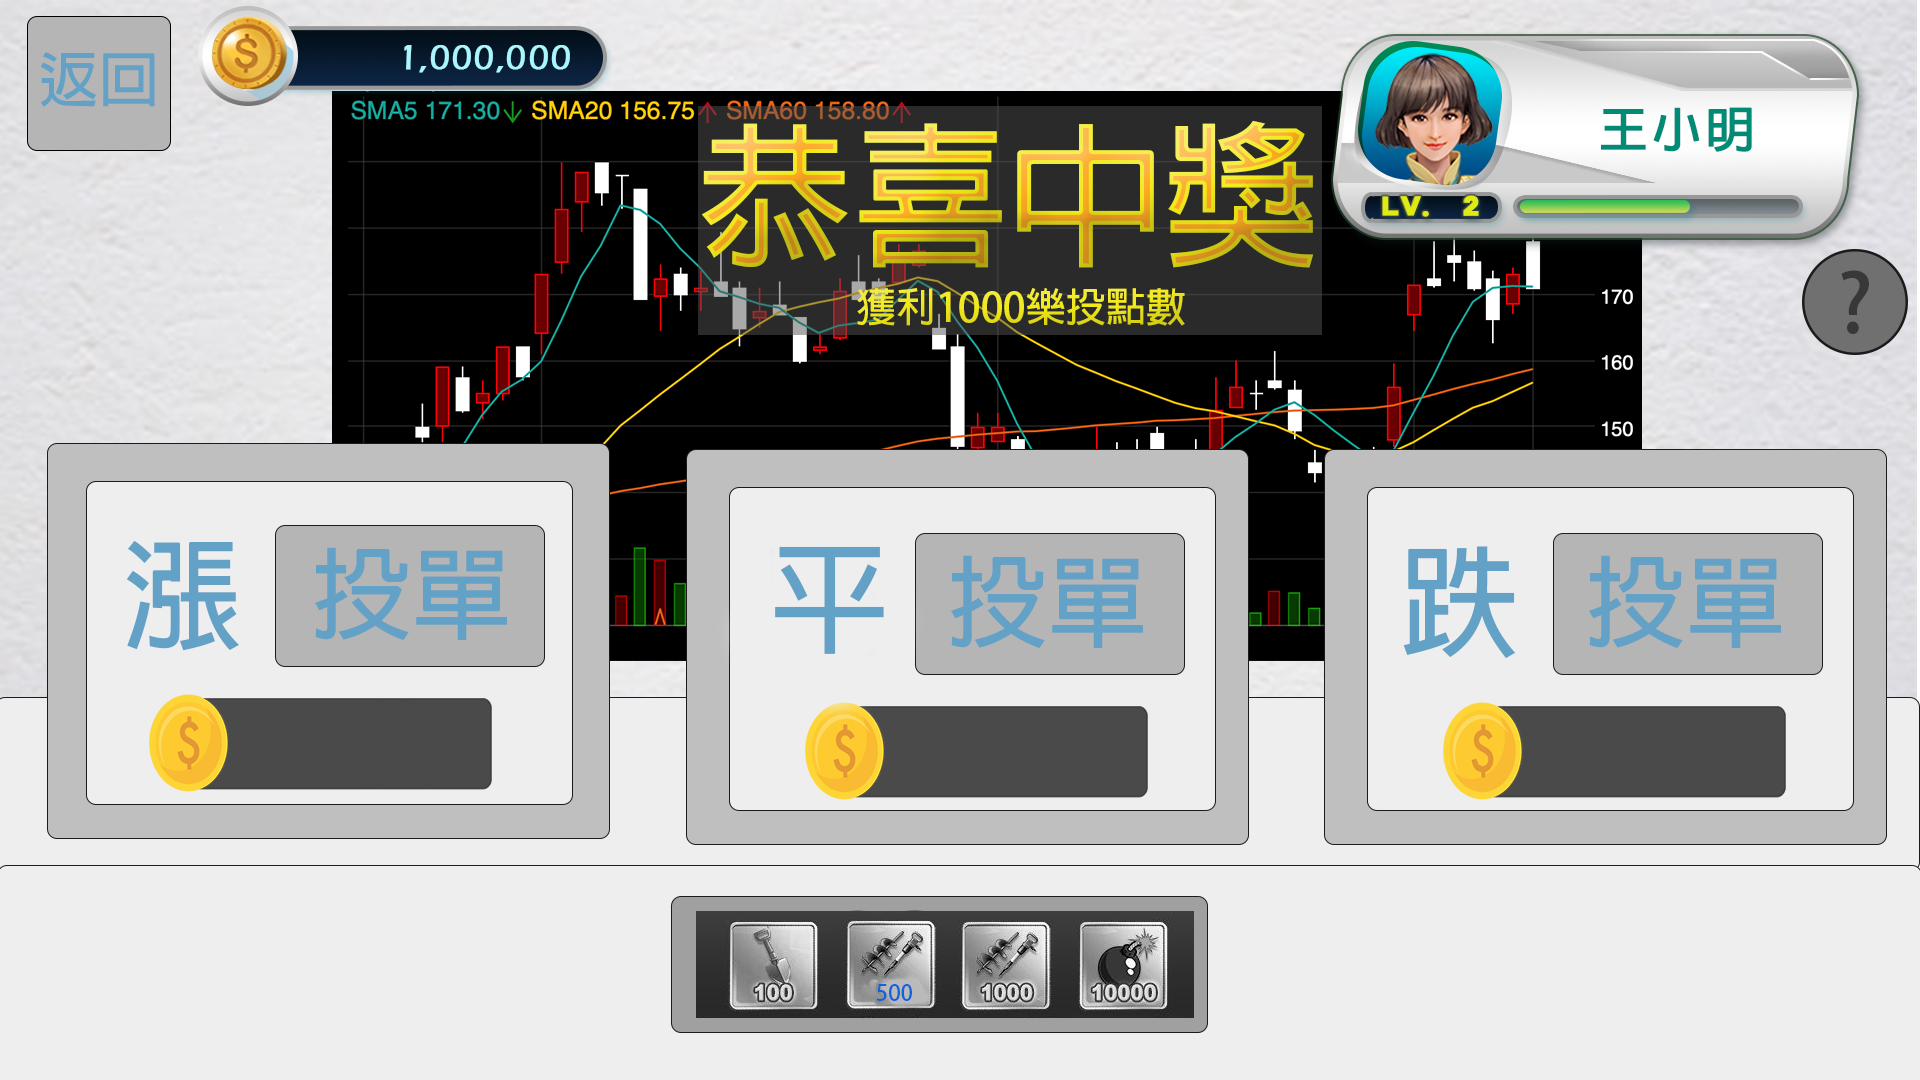 返回
$ 1,000,000
SMA5 171.30↓ SMA20 156.75↑ SMA60 158.80↑
恭喜中獎
獲利1000樂投點數
王小明
LV. 2
?
170
160
150
漲 投單
$
平 投單
$
跌 投單
$
100 500 1000 10000